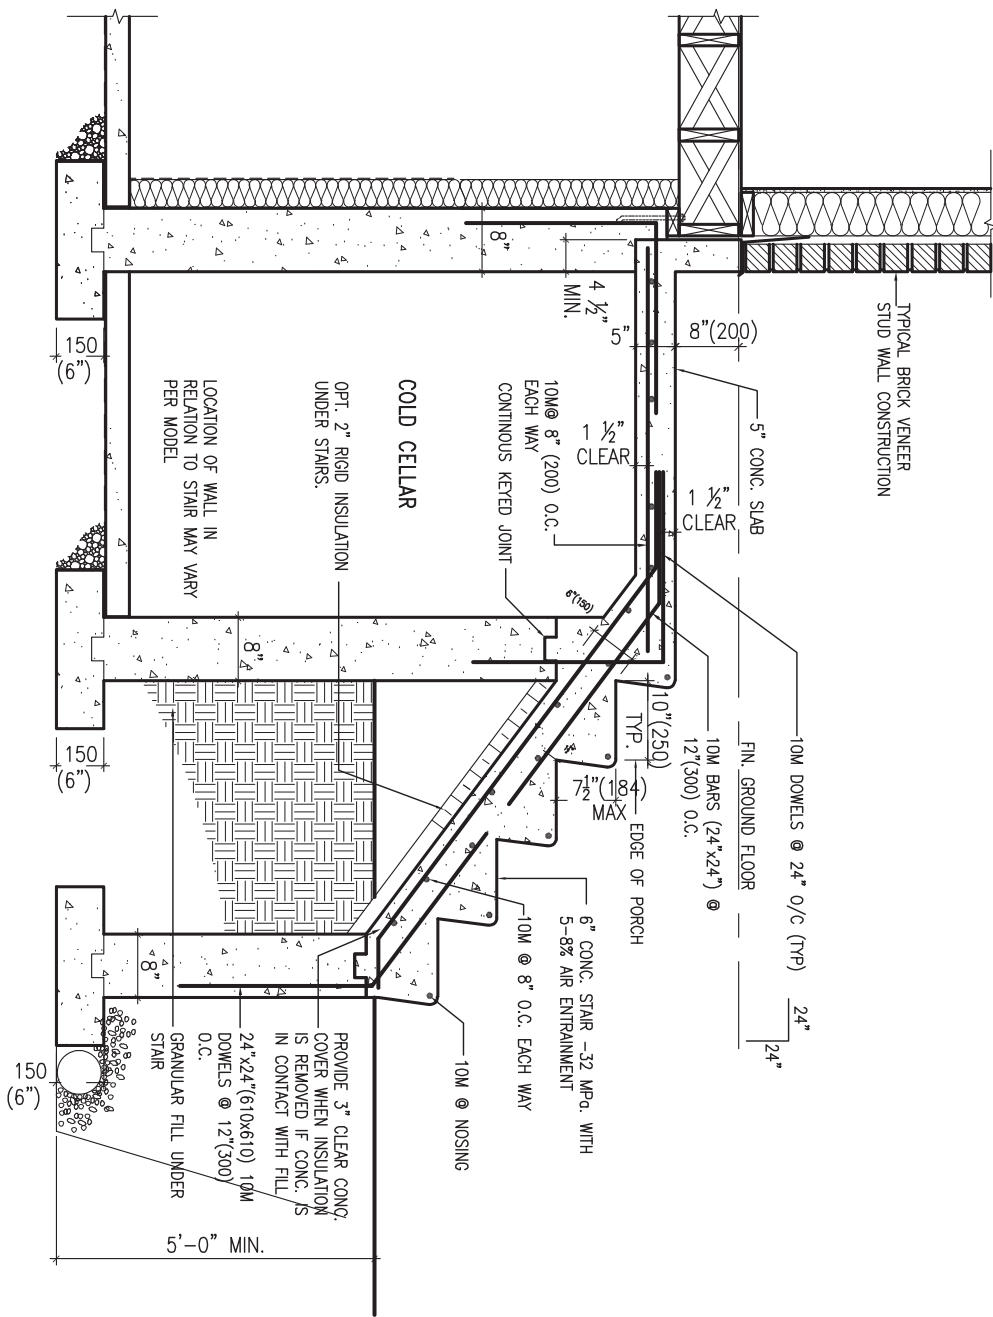 TYPICAL BRICK VENEER
STUD WALL CONSTRUCTION
5" CONC. SLAB
8"(200)
5"
4 ½"
MIN.
8"
1 ½"
CLEAR
1 ½"
CLEAR
10M@ 8" (200) O.C.
EACH WAY
CONTINOUS KEYED JOINT
COLD CELLAR
OPT. 2" RIGID INSULATION
UNDER STAIRS.
LOCATION OF WALL IN
RELATION TO STAIR MAY VARY
PER MODEL
150
(6")
10M DOWELS @ 24" O/C (TYP)
24"
24"
FIN. GROUND FLOOR
10M BARS (24"x24") @
12"(300) O.C.
6"(150)
8"
10"(250)
TYP.
7½"(184)
MAX
EDGE OF PORCH
6" CONC. STAIR -32 MPa. WITH
5-8% AIR ENTRAINMENT
10M @ 8" O.C. EACH WAY
10M @ NOSING
150
(6")
8"
PROVIDE 3" CLEAR CONC.
COVER WHEN INSULATION
IS REMOVED IF CONC. IS
IN CONTACT WITH FILL
24"x24"(610x610) 10M
DOWELS @ 12"(300)
O.C.
GRANULAR FILL UNDER
STAIR
150
(6")
5'-0" MIN.